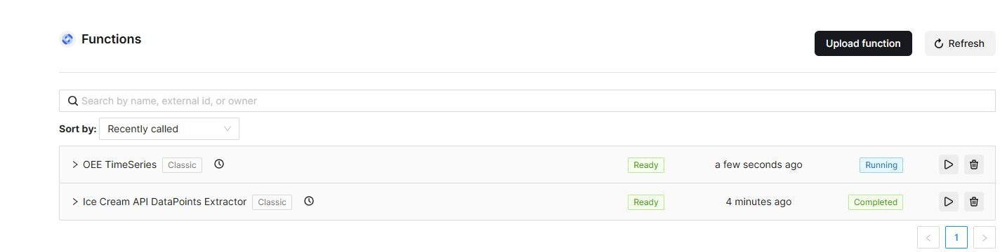 Functions
Upload function
Refresh
Search by name, external id, or owner
Sort by: Recently called
OEE TimeSeries Classic Ready a few seconds ago Running
Ice Cream API DataPoints Extractor Classic Ready 4 minutes ago Completed
< 1 >